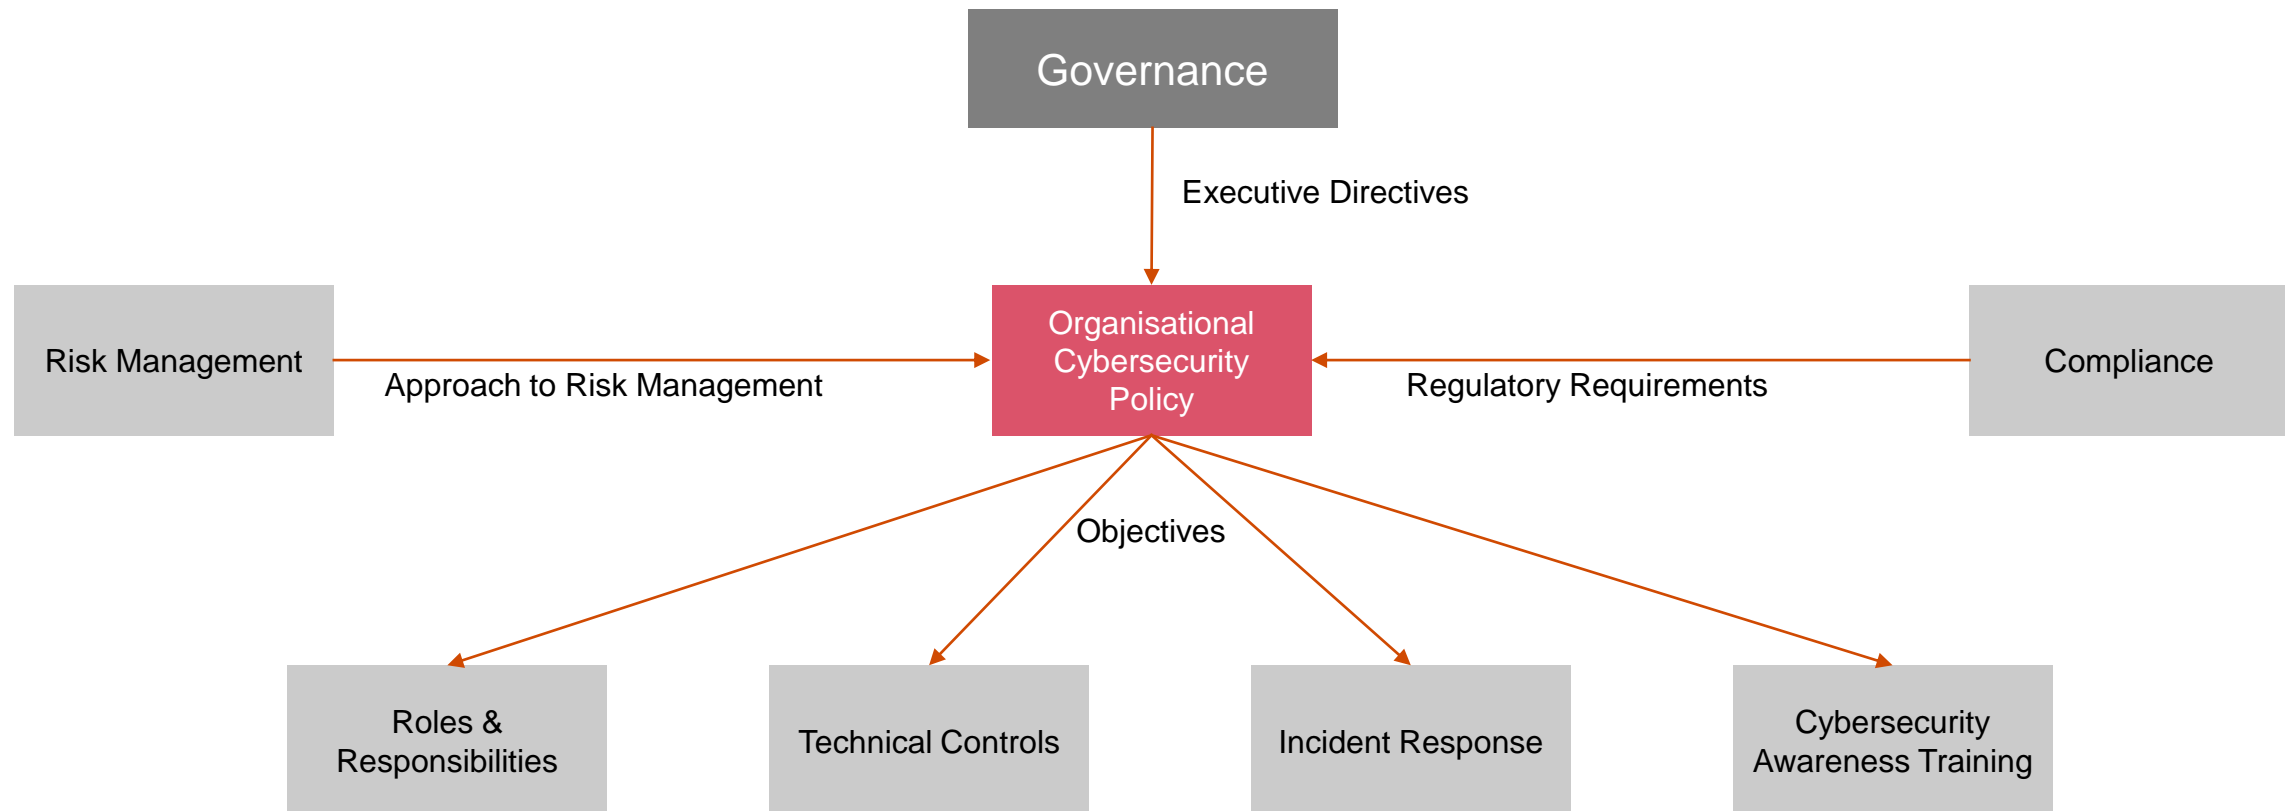 Governance
Executive Directives
Risk Management
Approach to Risk Management
Organisational
Cybersecurity
Policy
Regulatory Requirements
Compliance
Objectives
Roles &
Responsibilities
Technical Controls
Incident Response
Cybersecurity
Awareness Training